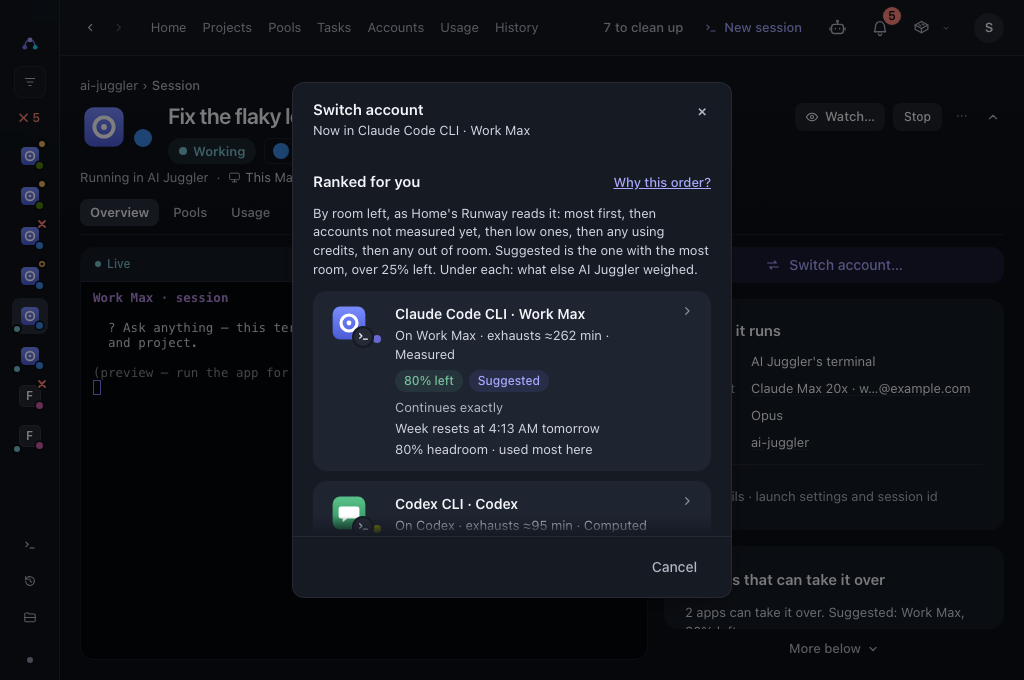 Home Projects Pools Tasks Accounts Usage History 7 to clean up New session 5 S
5
ai-juggler › Session
Fix the flaky l
Watch... Stop
Working
Running in AI Juggler · This Ma
Overview Pools Usage
Live
Work Max · session
? Ask anything — this ter
and project.
(preview — run the app for
F
F
Switch account
Now in Claude Code CLI · Work Max
Ranked for you
Why this order?
By room left, as Home's Runway reads it: most first, then
accounts not measured yet, then low ones, then any using
credits, then any out of room. Suggested is the one with the most
room, over 25% left. Under each: what else AI Juggler weighed.
Claude Code CLI · Work Max
On Work Max · exhausts ≈262 min ·
Measured
80% left Suggested
Continues exactly
Week resets at 4:13 AM tomorrow
80% headroom · used most here
Codex CLI · Codex
On Codex · exhausts ≈95 min · Computed
Cancel
Switch account...
it runs
AI Juggler's terminal
Claude Max 20x · w...@example.com
Opus
ai-juggler
ils · launch settings and session id
s that can take it over
2 apps can take it over. Suggested: Work Max,
More below